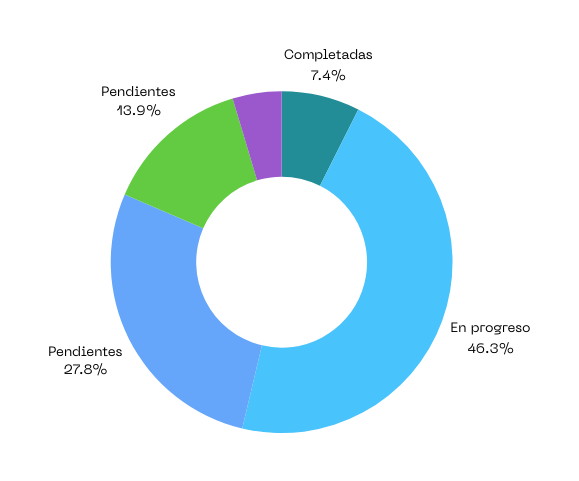 Completadas
7.4%
Pendientes
13.9%
En progreso
46.3%
Pendientes
27.8%